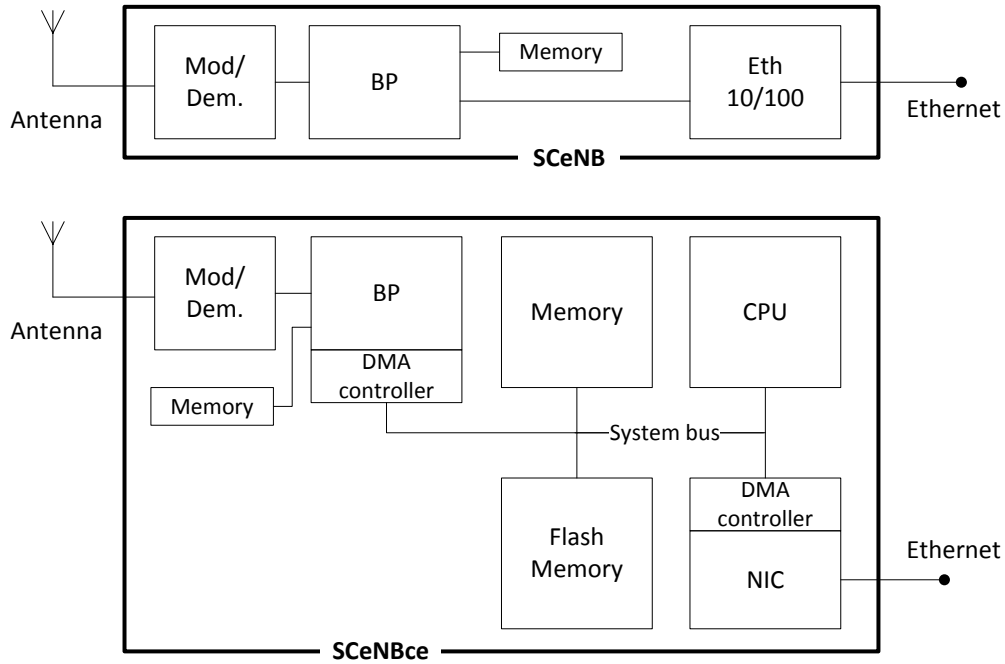 Antenna
Mod/
Dem.
BP
Memory
Eth
10/100
Ethernet
SCeNB
Antenna
Mod/
Dem.
BP
DMA
controller
Memory
Memory
CPU
System bus
Flash
Memory
DMA
controller
NIC
Ethernet
SCeNBce